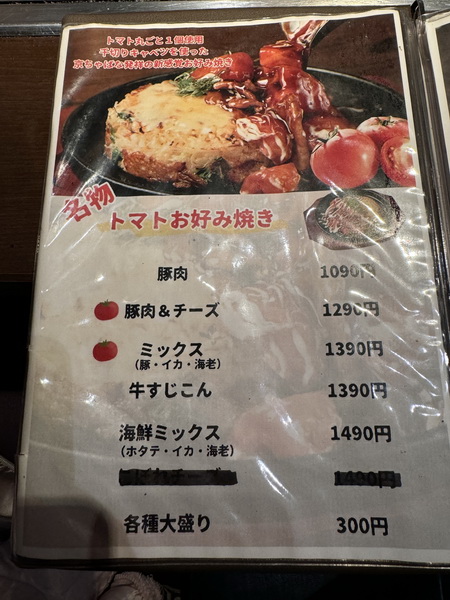 トマト丸ごと1個使用
千切りキャベツを使った
京ちゃばな発祥の新感覚お好み焼き
名物
トマトお好み焼き
豚肉 1090円
豚肉&チーズ 1290円
ミックス 1390円
(豚・イカ・海老)
牛すじこん 1390円
海鮮ミックス 1490円
(ホタテ・イカ・海老)
各種大盛り 300円